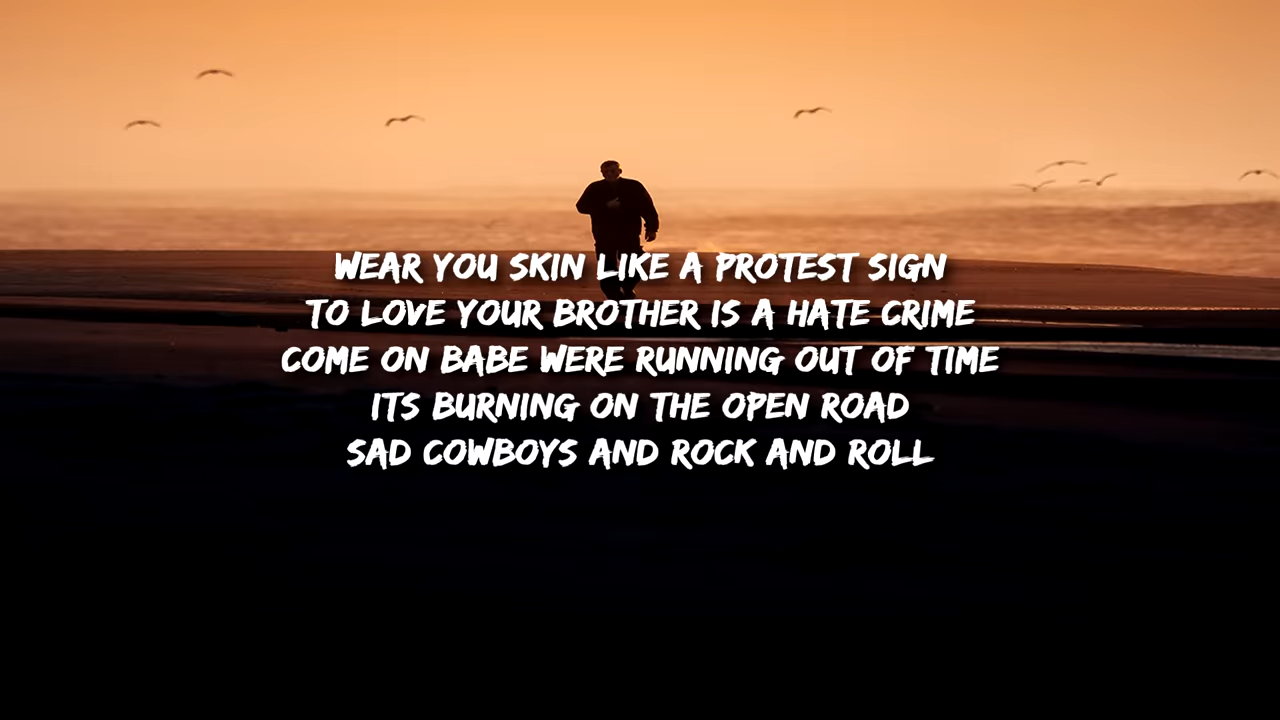 WEAR YOU SKIN LIKE A PROTEST SIGN
TO LOVE YOUR BROTHER IS A HATE CRIME
COME ON BABE WERE RUNNING OUT OF TIME
ITS BURNING ON THE OPEN ROAD
SAD COWBOYS AND ROCK AND ROLL